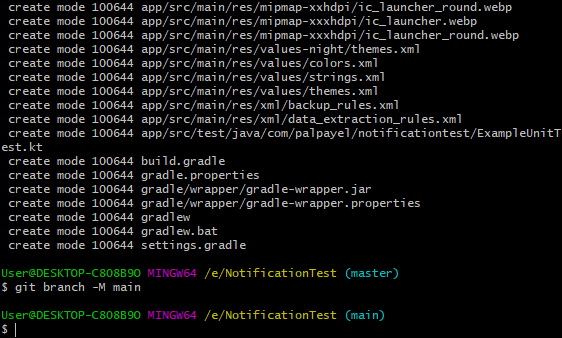 create mode 100644 app/src/main/res/mipmap-xxhdpi/ic_launcher_round.webp
create mode 100644 app/src/main/res/mipmap-xxxhdpi/ic_launcher.webp
create mode 100644 app/src/main/res/mipmap-xxxhdpi/ic_launcher_round.webp
create mode 100644 app/src/main/res/values-night/themes.xml
create mode 100644 app/src/main/res/values/colors.xml
create mode 100644 app/src/main/res/values/strings.xml
create mode 100644 app/src/main/res/values/themes.xml
create mode 100644 app/src/main/res/xml/backup_rules.xml
create mode 100644 app/src/main/res/xml/data_extraction_rules.xml
create mode 100644 app/src/test/java/com/palpayel/notificationtest/ExampleUnitT
est.kt
create mode 100644 build.gradle
create mode 100644 gradle.properties
create mode 100644 gradle/wrapper/gradle-wrapper.jar
create mode 100644 gradle/wrapper/gradle-wrapper.properties
create mode 100644 gradlew
create mode 100644 gradlew.bat
create mode 100644 settings.gradle
User@DESKTOP-C808B9O MINGW64 /e/NotificationTest (master)
$ git branch -M main
User@DESKTOP-C808B9O MINGW64 /e/NotificationTest (main)
$